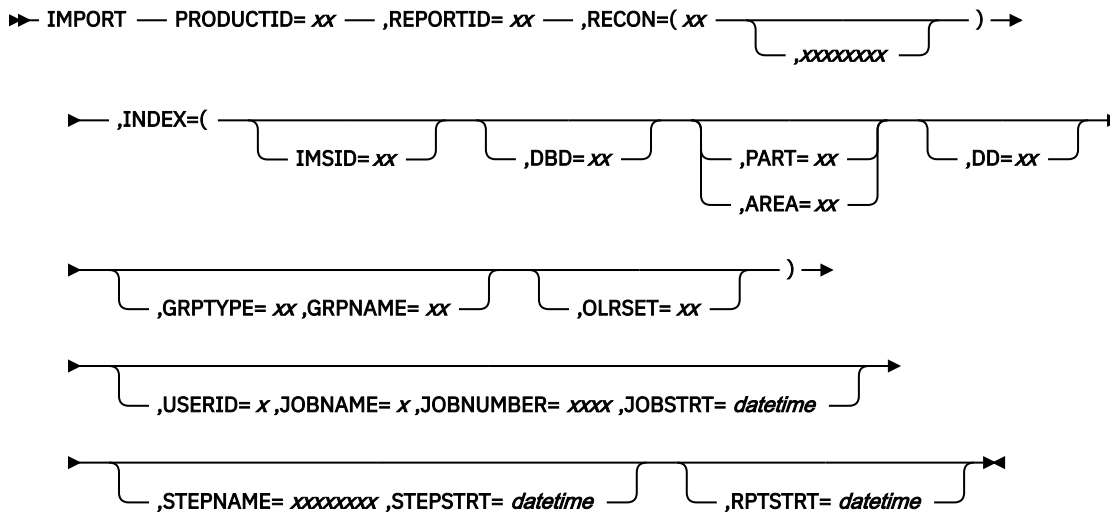 IMPORT PRODUCTID= xx ,REPORTID= xx ,RECON=( xx )
,xxxxxxxx
,INDEX=(
IMSID= xx ,DBD= xx ,PART= xx ,DD= xx
,AREA= xx
)
,GRPTYPE= xx ,GRPNAME= xx ,OLRSET= xx
,USERID= x ,JOBNAME= x ,JOBNUMBER= xxxx ,JOBSTRT= datetime
,STEPNAME= xxxxxxxx ,STEPSTRT= datetime ,RPTSTRT= datetime